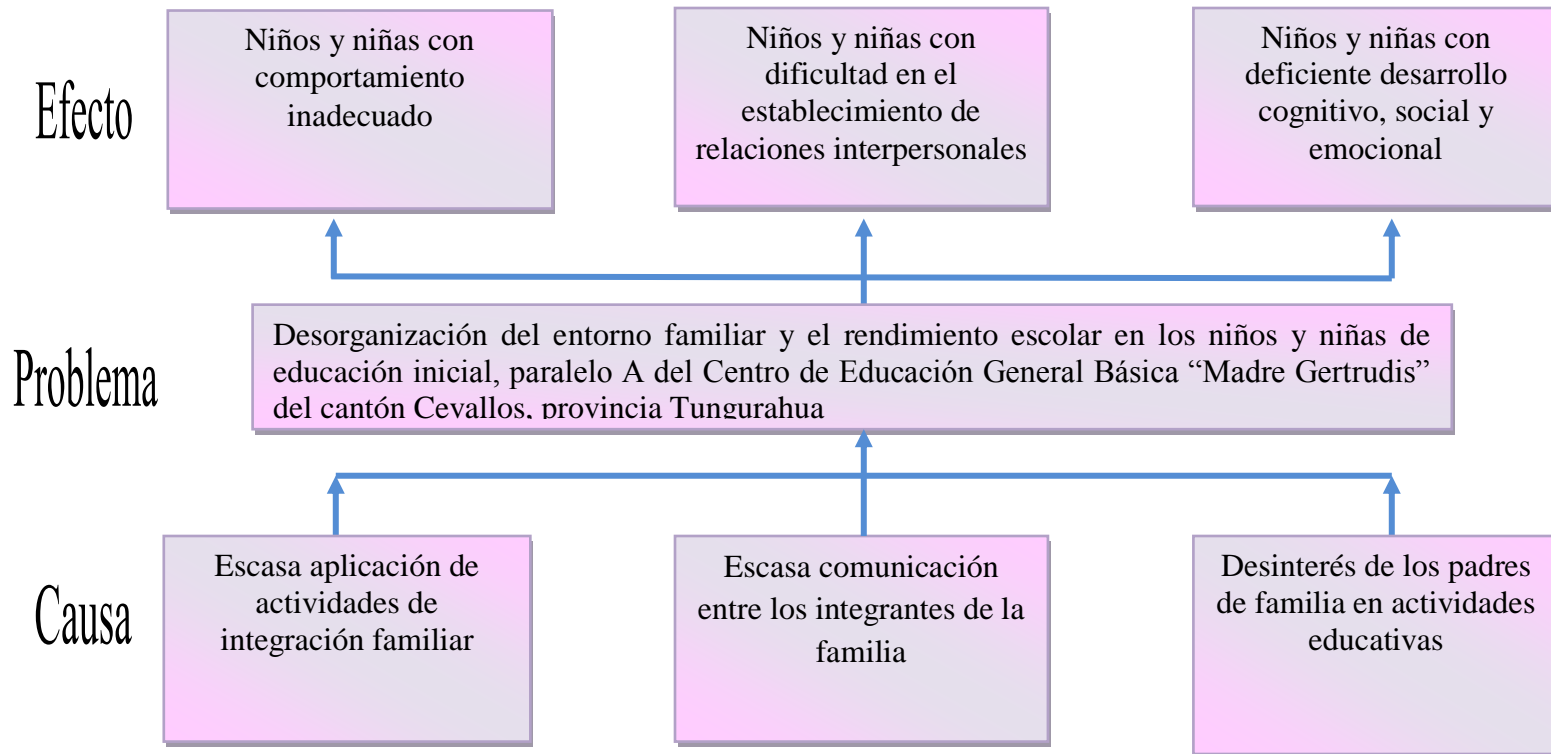 Efecto
Niños y niñas con
comportamiento
inadecuado
Niños y niñas con
dificultad en el
establecimiento de
relaciones interpersonales
Niños y niñas con
deficiente desarrollo
cognitivo, social y
emocional
Problema
Desorganización del entorno familiar y el rendimiento escolar en los niños y niñas de
educación inicial, paralelo A del Centro de Educación General Básica “Madre Gertrudis”
del cantón Cevallos, provincia Tungurahua
Causa
Escasa aplicación de
actividades de
integración familiar
Escasa comunicación
entre los integrantes de la
familia
Desinterés de los padres
de familia en actividades
educativas